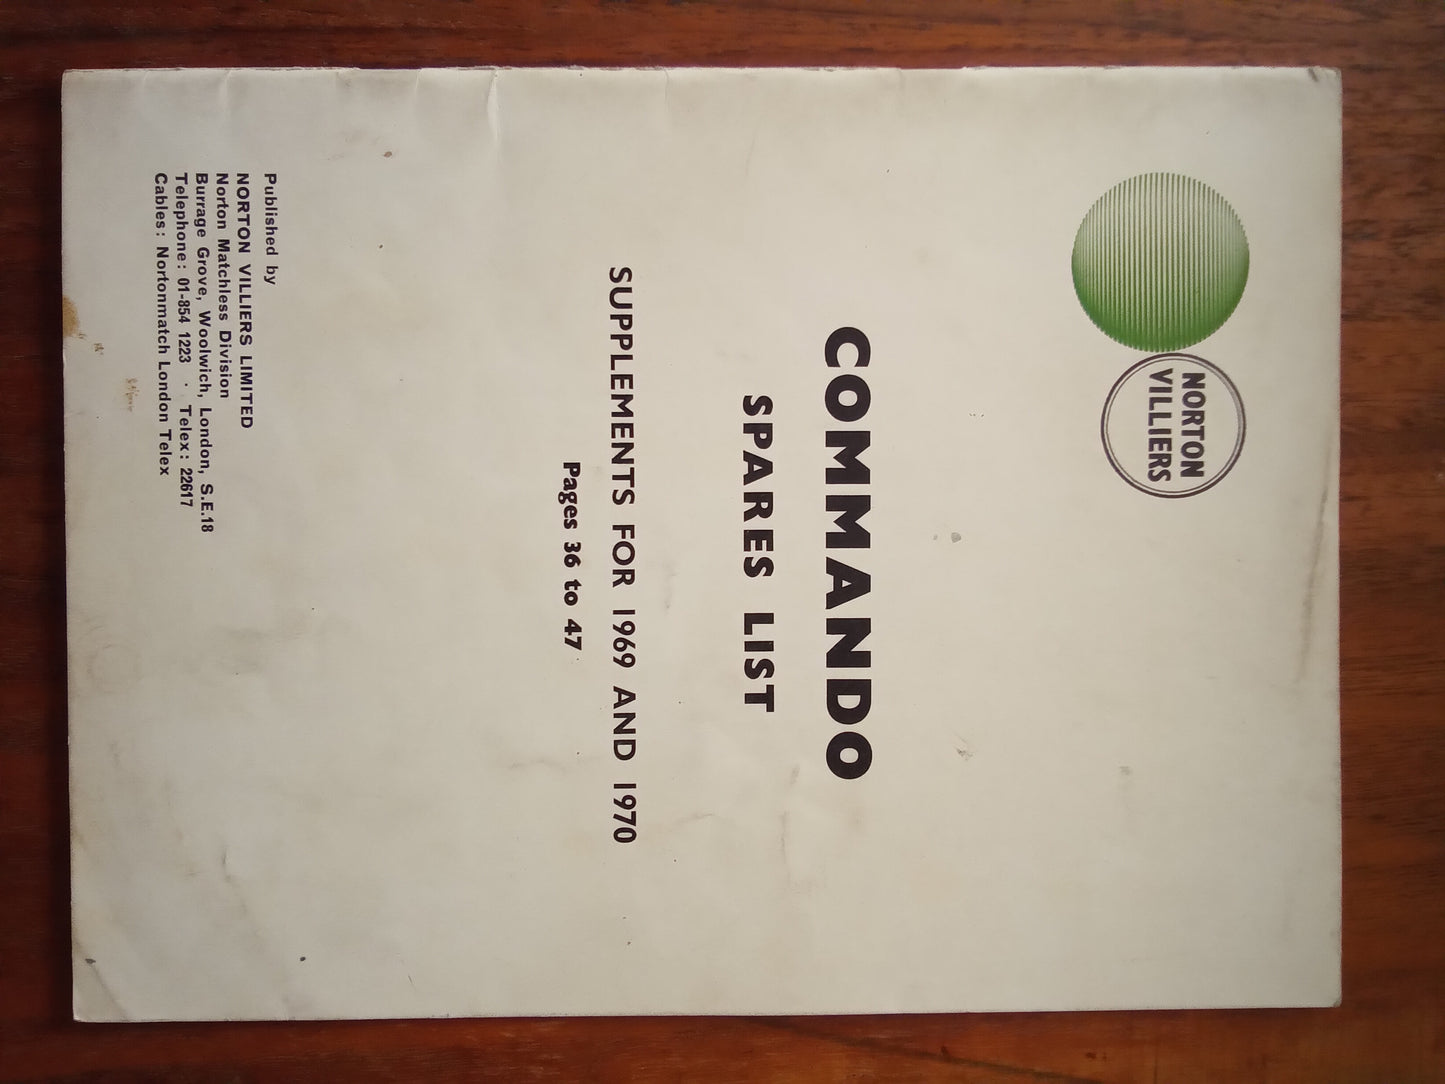 NORTON
VILLIERS
COMMANDO
SPARES LIST
SUPPLEMENTS FOR 1969 AND 1970
Pages 36 to 47
Published by
NORTON VILLIERS LIMITED
Norton Matchless Division
Burrage Grove, Woolwich, London, S.E.18
Telephone: 01-854 1223 · Telex: 22617
Cables: Nortonmatch London Telex